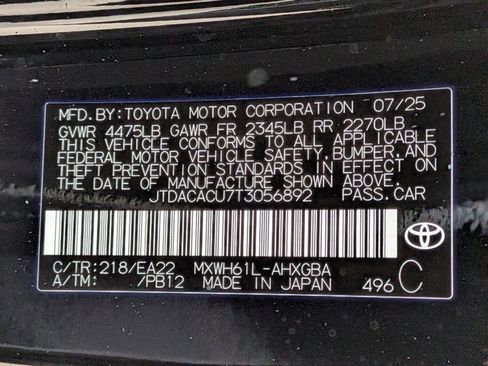 MFD.BY:TOYOTA MOTOR CORPORATION 07/25
GVWR 4475LB GAWR FR 2345LB RR 2270LB
THIS VEHICLE CONFORMS TO ALL APPLICABLE
FEDERAL MOTOR VEHICLE SAFETY,BUMPER,AND
THEFT PREVENTION STANDARDS IN EFFECT ON
THE DATE OF MANUFACTURE SHOWN ABOVE.
JTDACACU7T3056892 PASS.CAR
C/TR:218/EA22 MXWH61L-AHXGBA
A/TM: /PB12 MADE IN JAPAN 496 C